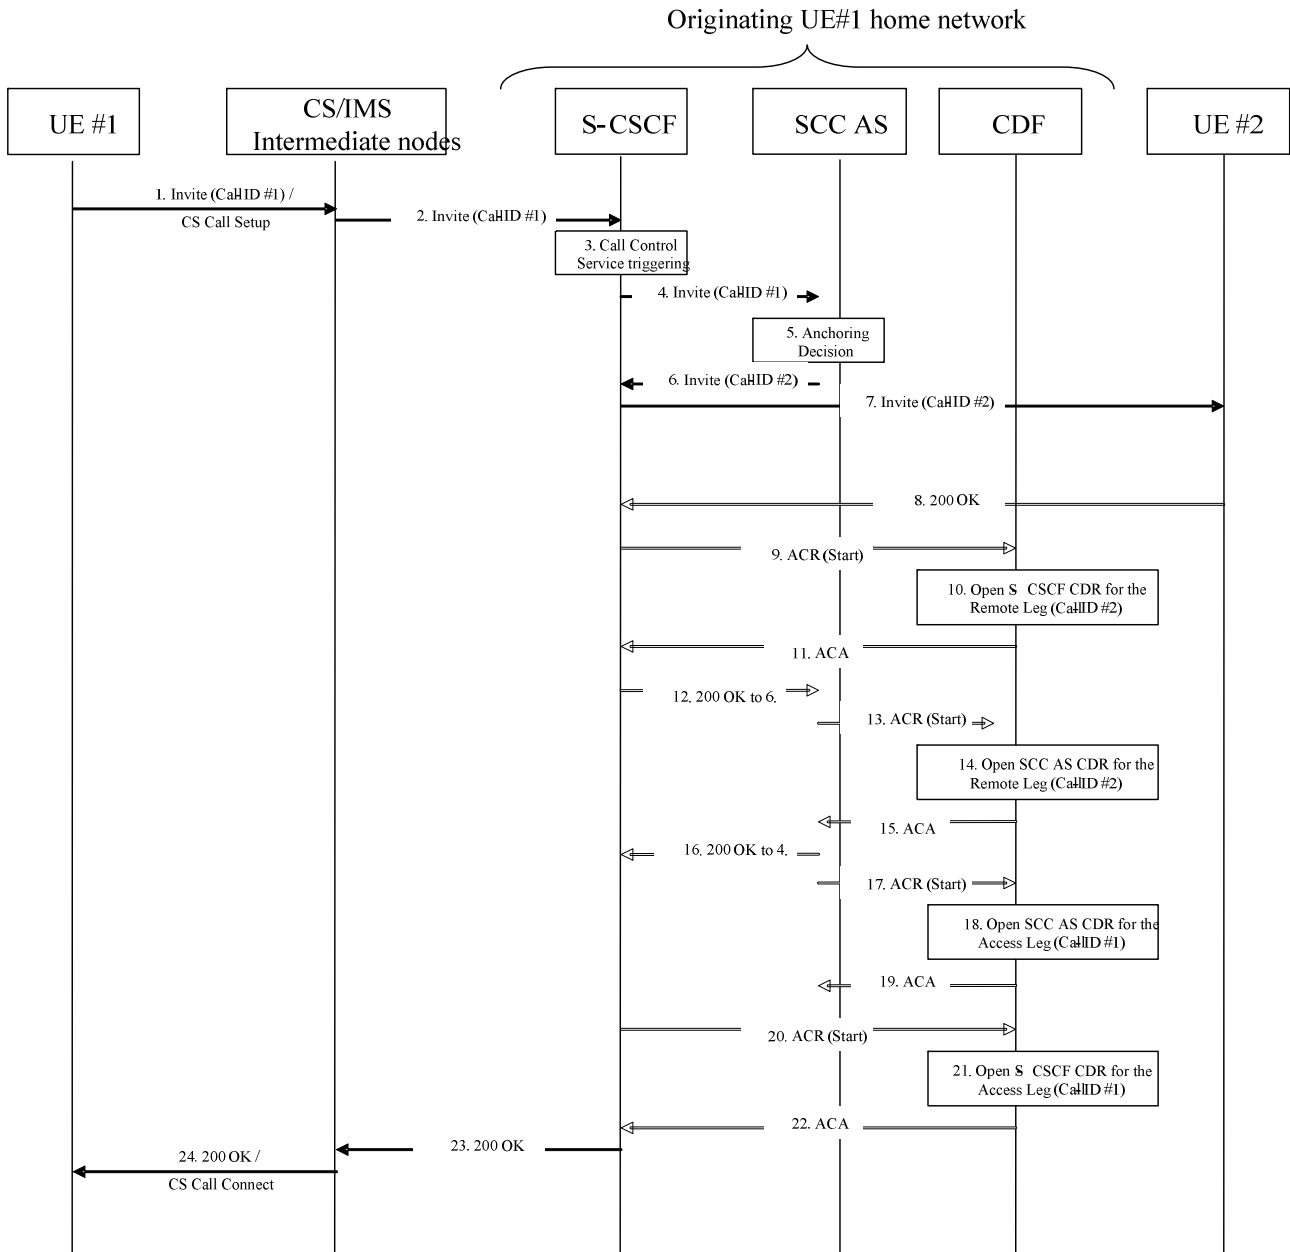 Originating UE#1 home network
UE #1
CS/IMS
Intermediate nodes
S-CSCF
SCC AS
CDF
UE #2
1. Invite (Call-ID #1) /
CS Call Setup
2. Invite (Call-ID #1)
3. Call Control
Service triggering
4. Invite (Call-ID #1)
5. Anchoring
Decision
6. Invite (Call-ID #2)
7. Invite (Call-ID #2)
8. 200 OK
9. ACR (Start)
10. Open S-CSCF CDR for the
Remote Leg (Call-ID #2)
11. ACA
12. 200 OK to 6.
13. ACR (Start)
14. Open SCC AS CDR for the
Remote Leg (Call-ID #2)
15. ACA
16. 200 OK to 4.
17. ACR (Start)
18. Open SCC AS CDR for the
Access Leg (Call-ID #1)
19. ACA
20. ACR (Start)
21. Open S-CSCF CDR for the
Access Leg (Call-ID #1)
22. ACA
23. 200 OK
24. 200 OK /
CS Call Connect